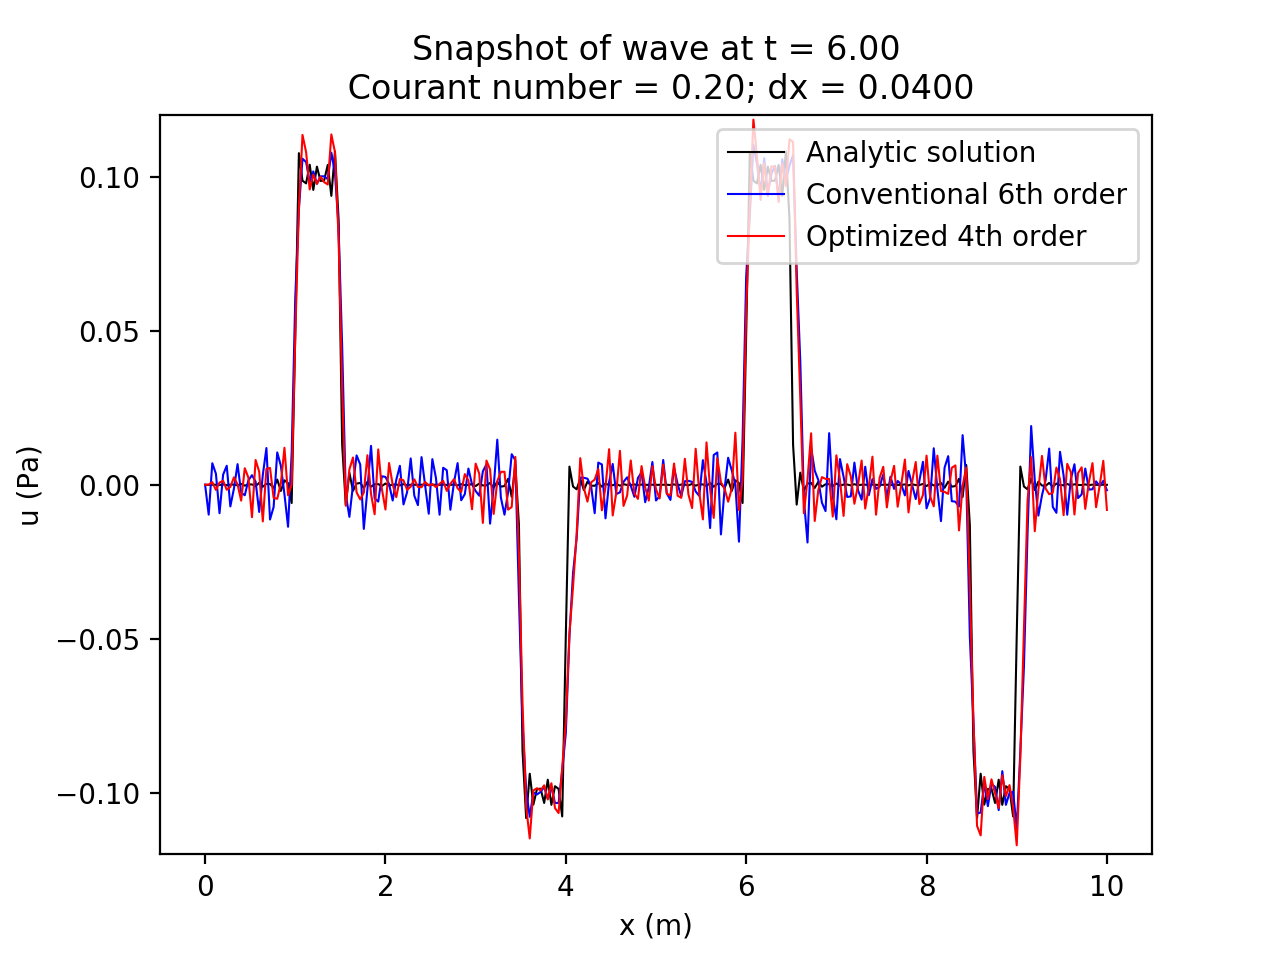 Snapshot of wave at t = 6.00
Courant number = 0.20; dx = 0.0400
Analytic solution
Conventional 6th order
Optimized 4th order
0.10
0.05
0.00
−0.05
−0.10
u (Pa)
0 2 4 6 8 10
x (m)